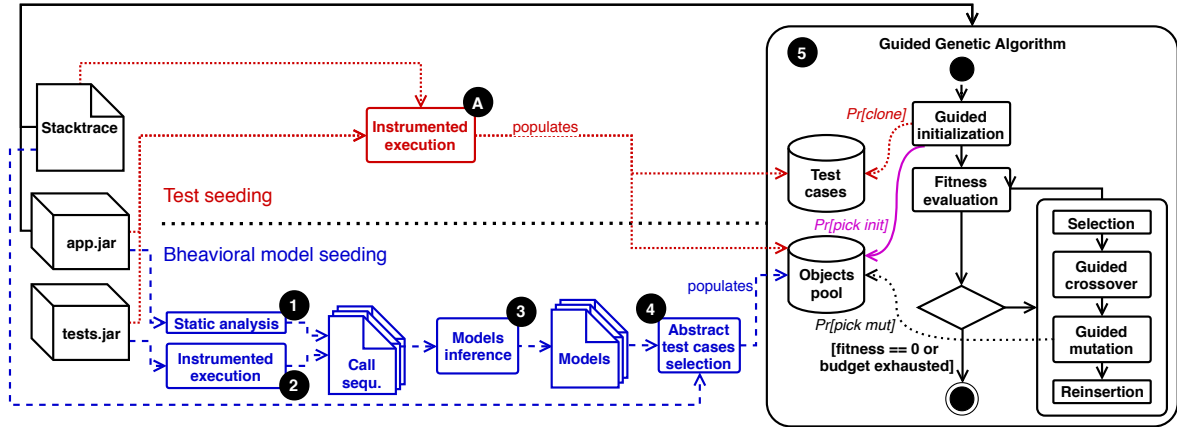 5
Guided Genetic Algorithm
Stacktrace
A
Instrumented
execution
populates
Pr[clone]
Guided
initialization
Test
cases
Fitness
evaluation
Test seeding
Bheavioral model seeding
app.jar
Pr[pick init]
Selection
Objects
pool
Guided
crossover
populates
tests.jar
1
Static analysis
2
Instrumented
execution
Call
sequ.
3
Models
inference
Models
4
Abstract
test cases
selection
Pr[pick mut]
[fitness == 0 or
budget exhausted]
Guided
mutation
Reinsertion